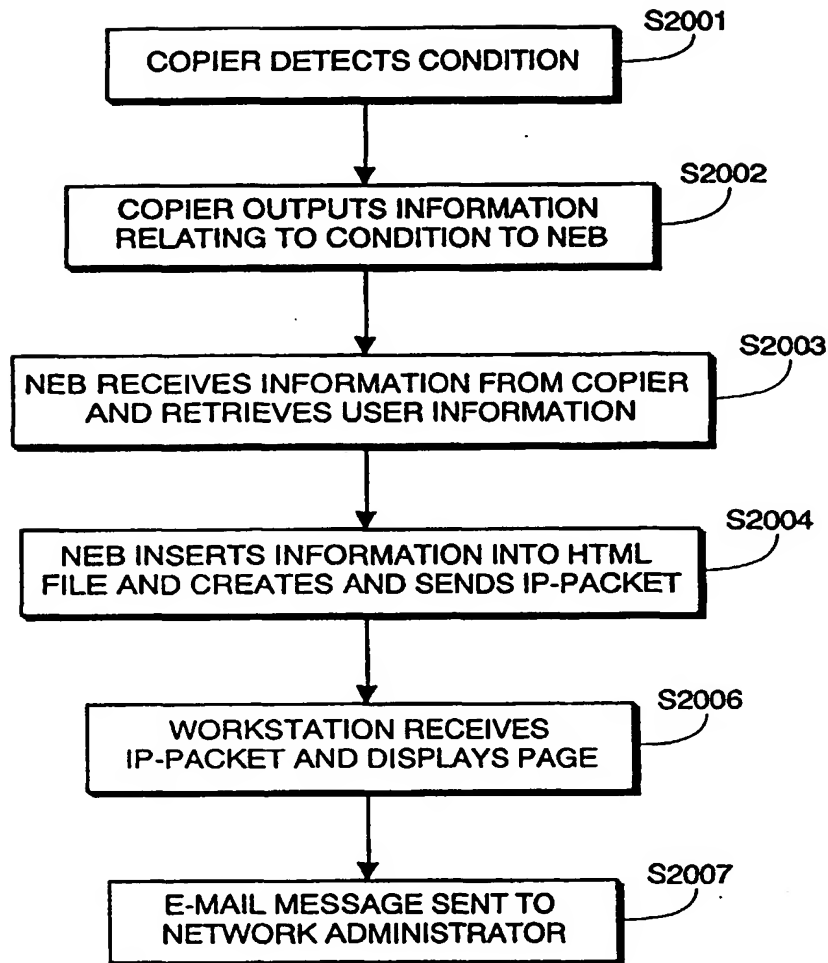 S2001
COPIER DETECTS CONDITION
S2002
COPIER OUTPUTS INFORMATION
RELATING TO CONDITION TO NEB
S2003
NEB RECEIVES INFORMATION FROM COPIER
AND RETRIEVES USER INFORMATION
S2004
NEB INSERTS INFORMATION INTO HTML
FILE AND CREATES AND SENDS IP-PACKET
S2006
WORKSTATION RECEIVES
IP-PACKET AND DISPLAYS PAGE
S2007
E-MAIL MESSAGE SENT TO
NETWORK ADMINISTRATOR